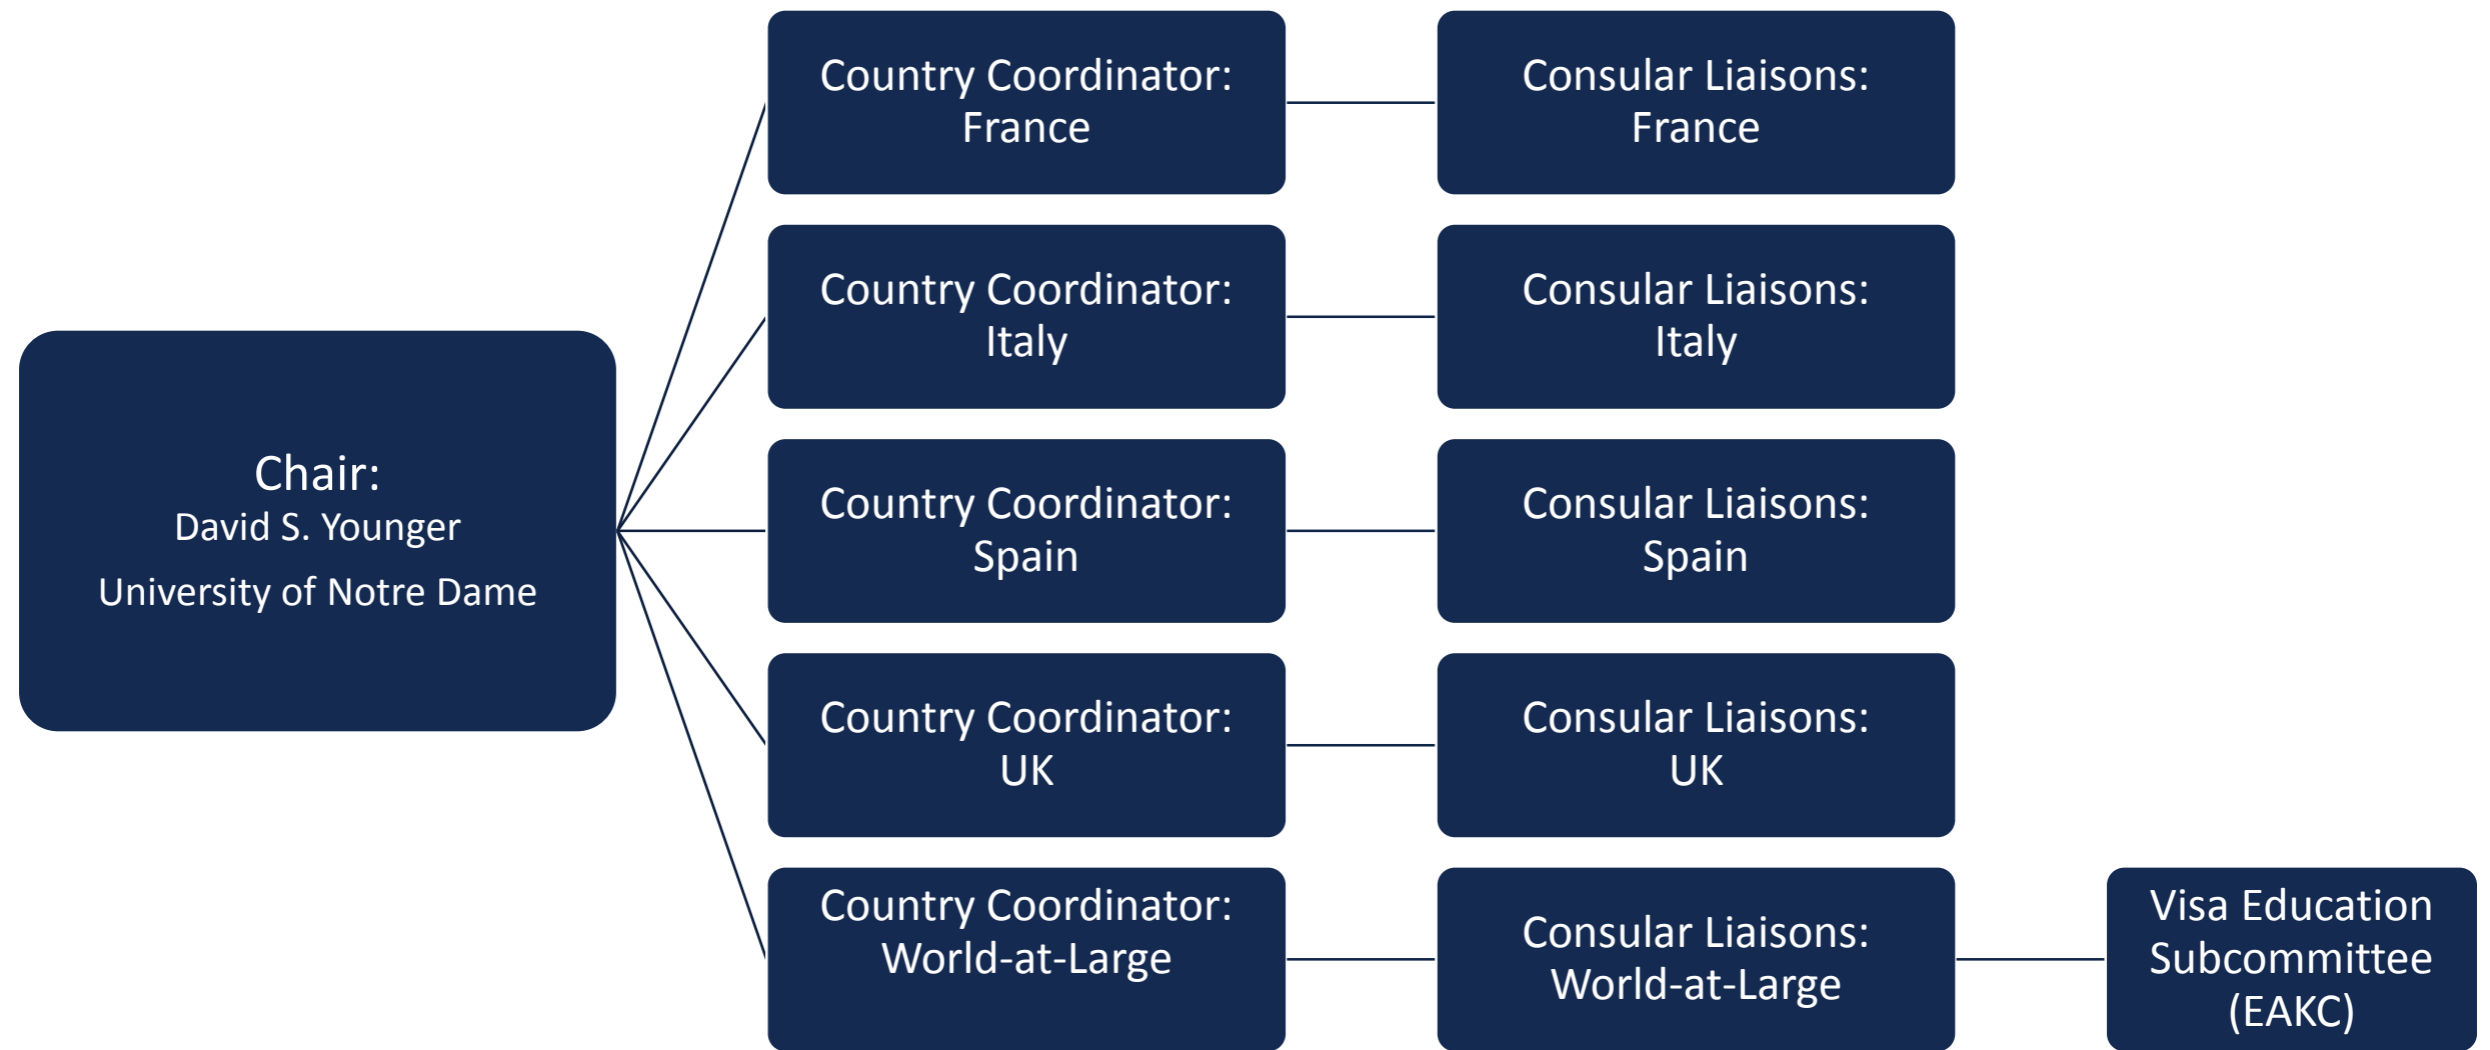 Chair:
David S. Younger
University of Notre Dame
Country Coordinator:
France
Consular Liaisons:
France
Country Coordinator:
Italy
Consular Liaisons:
Italy
Country Coordinator:
Spain
Consular Liaisons:
Spain
Country Coordinator:
UK
Consular Liaisons:
UK
Country Coordinator:
World-at-Large
Consular Liaisons:
World-at-Large
Visa Education
Subcommittee
(EAKC)